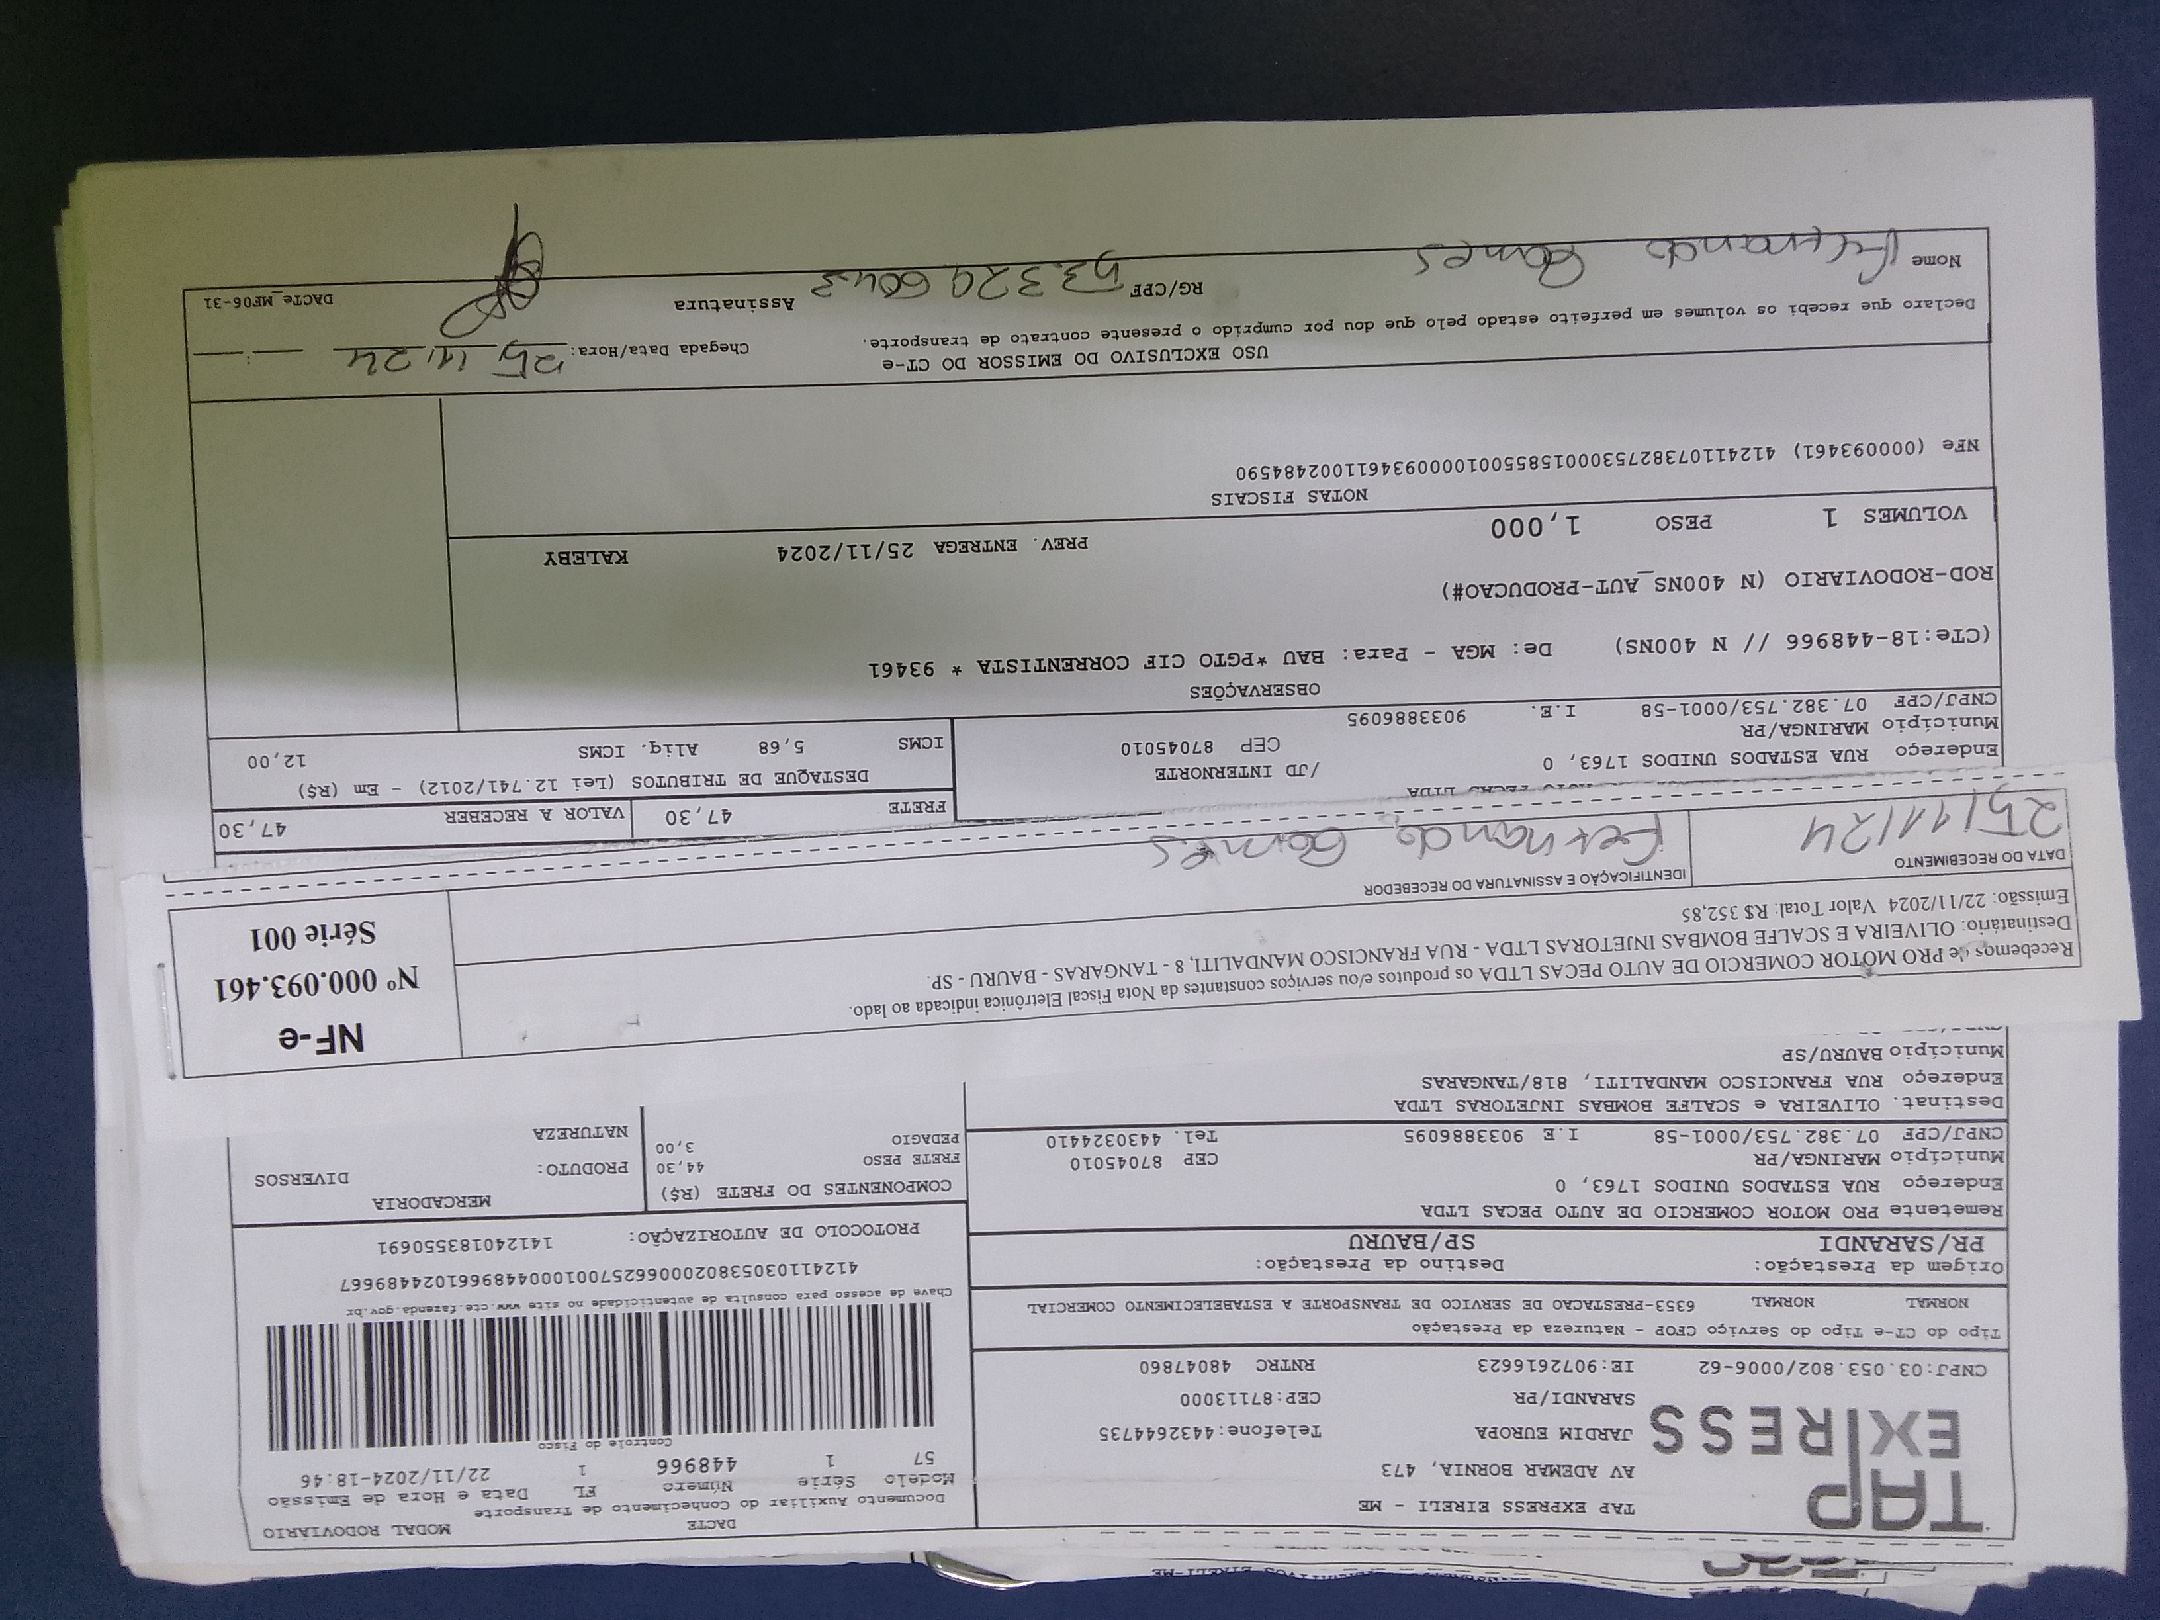 TAP
EXPRESS
TAP EXPRESS EIRELI - ME
AV ADEMAR BORNIA, 473
JARDIM EUROPA Telefone:4432644735
SARANDI/PR CEP:87113000
CNPJ:03.053.802/0006-62 IE:9072616623 RNTRC 48047860
DACTE MODAL RODOVIÁRIO
Documento Auxiliar do Conhecimento de Transporte
Modelo Série Número FL Data e Hora de Emissão
57 1 448966 1 22/11/2024-18:46
Controle do Fisco
Chave de acesso para consulta de autenticidade no site www.cte.fazenda.gov.br
41241103053802000662570010004489661024489667
PROTOCOLO DE AUTORIZAÇÃO: 141240183550691
Tipo do CT-e Tipo do Serviço CFOP - Natureza da Prestação
NORMAL NORMAL 6353-PRESTACAO DE SERVICO DE TRANSPORTE A ESTABELECIMENTO COMERCIAL
Origem da Prestação: Destino da Prestação:
PR/SARANDI SP/BAURU
Remetente PRO MOTOR COMERCIO DE AUTO PECAS LTDA
Endereço RUA ESTADOS UNIDOS 1763, 0
Município MARINGA/PR CEP 87045010
CNPJ/CPF 07.382.753/0001-58 I.E 9033886095 Tel. 4430324410
COMPONENTES DO FRETE (R$)
FRETE PESO 44,30
PEDAGIO 3,00
MERCADORIA
PRODUTO: DIVERSOS
NATUREZA
Destinat. OLIVEIRA e SCALFE BOMBAS INJETORAS LTDA
Endereço RUA FRANCISCO MANDALITI, 818/TANGARAS
Município BAURU/SP
Recebemos de PRO MOTOR COMERCIO DE AUTO PECAS LTDA os produtos e/ou serviços constantes da Nota Fiscal Eletrônica indicada ao lado.
Destinatário: OLIVEIRA E SCALFE BOMBAS INJETORAS LTDA - RUA FRANCISCO MANDALITI, 8 - TANGARAS - BAURU - SP.
Emissão: 22/11/2024 Valor Total: R$ 352,85
NF-e
Nº 000.093.461
Série 001
DATA DO RECEBIMENTO IDENTIFICAÇÃO E ASSINATURA DO RECEBEDOR
25/11/24 Fernando Gomes
FRETE 47,30 VALOR A RECEBER 47,30
Endereço RUA ESTADOS UNIDOS 1763, 0 /JD INTERNORTE
Município MARINGA/PR CEP 87045010
CNPJ/CPF 07.382.753/0001-58 I.E. 9033886095
DESTAQUE DE TRIBUTOS (Lei 12.741/2012) - Em (R$)
ICMS 5,68 Aliq. ICMS 12,00
OBSERVAÇÕES
(CTe:18-448966 // N 400NS) De: MGA - Para: BAU *PGTO CIF CORRENTISTA * 93461
ROD-RODOVIARIO (N 400NS_AUT-PRODUCAO#)
VOLUMES 1 PESO 1,000 PREV. ENTREGA 25/11/2024 KALEBY
NOTAS FISCAIS
NFe (000093461) 41241107382753000158550010000934611002484590
USO EXCLUSIVO DO EMISSOR DO CT-e
Declaro que recebi os volumes em perfeito estado pelo que dou por cumprido o presente contrato de transporte.
Chegada Data/Hora: 25 11 24
Nome Fernando Gomes RG/CPF Assinatura DACTe_MF06-31